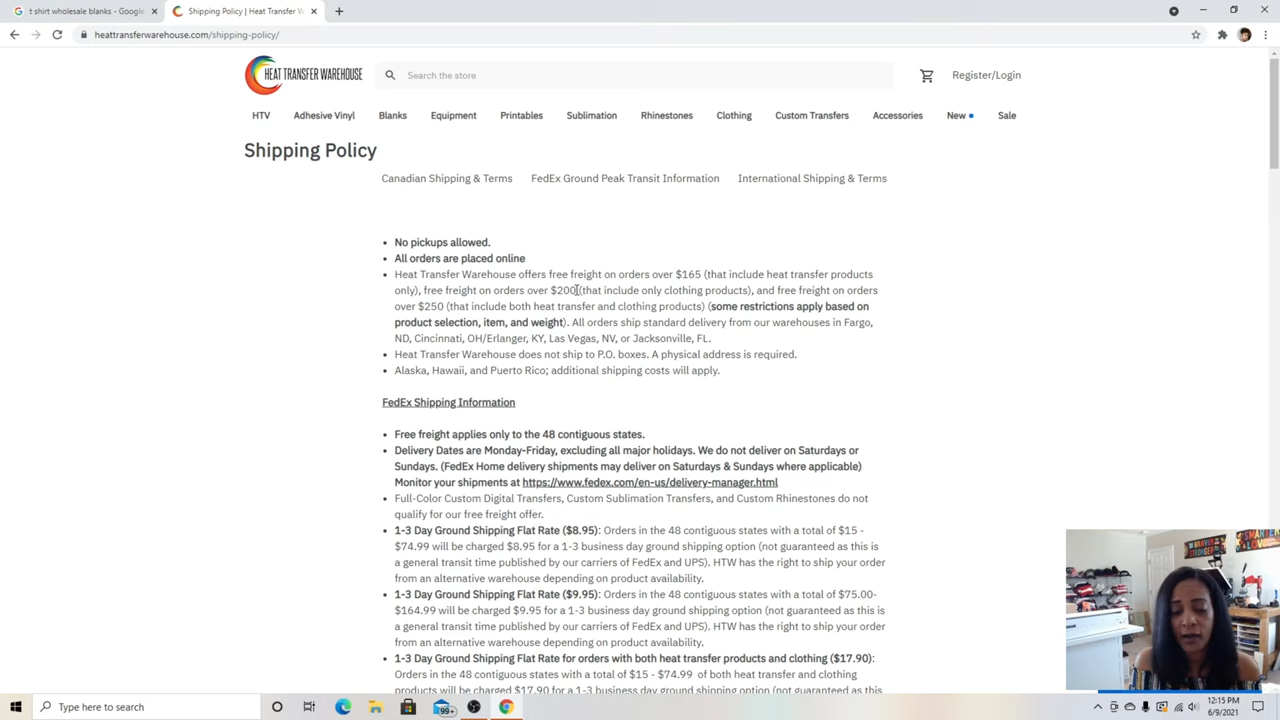 t shirt wholesale blanks - Google
Shipping Policy | Heat Transfer W
heattransferwarehouse.com/shipping-policy/
HEAT TRANSFER WAREHOUSE
Search the store
Register/Login
HTV Adhesive Vinyl Blanks Equipment Printables Sublimation Rhinestones Clothing Custom Transfers Accessories New Sale
Shipping Policy
Canadian Shipping & Terms FedEx Ground Peak Transit Information International Shipping & Terms
• No pickups allowed.
• All orders are placed online
• Heat Transfer Warehouse offers free freight on orders over $165 (that include heat transfer products
only), free freight on orders over $200 (that include only clothing products), and free freight on orders
over $250 (that include both heat transfer and clothing products) (some restrictions apply based on
product selection, item, and weight). All orders ship standard delivery from our warehouses in Fargo,
ND, Cincinnati, OH/Erlanger, KY, Las Vegas, NV, or Jacksonville, FL.
• Heat Transfer Warehouse does not ship to P.O. boxes. A physical address is required.
• Alaska, Hawaii, and Puerto Rico; additional shipping costs will apply.
FedEx Shipping Information
• Free freight applies only to the 48 contiguous states.
• Delivery Dates are Monday-Friday, excluding all major holidays. We do not deliver on Saturdays or
Sundays. (FedEx Home delivery shipments may deliver on Saturdays & Sundays where applicable)
Monitor your shipments at https://www.fedex.com/en-us/delivery-manager.html
• Full-Color Custom Digital Transfers, Custom Sublimation Transfers, and Custom Rhinestones do not
qualify for our free freight offer.
• 1-3 Day Ground Shipping Flat Rate ($8.95): Orders in the 48 contiguous states with a total of $15 -
$74.99 will be charged $8.95 for a 1-3 business day ground shipping option (not guaranteed as this is
a general transit time published by our carriers of FedEx and UPS). HTW has the right to ship your order
from an alternative warehouse depending on product availability.
• 1-3 Day Ground Shipping Flat Rate ($9.95): Orders in the 48 contiguous states with a total of $75.00-
$164.99 will be charged $9.95 for a 1-3 business day ground shipping option (not guaranteed as this is
a general transit time published by our carriers of FedEx and UPS). HTW has the right to ship your order
from an alternative warehouse depending on product availability.
• 1-3 Day Ground Shipping Flat Rate for orders with both heat transfer products and clothing ($17.90):
Orders in the 48 contiguous states with a total of $15 - $74.99 of both heat transfer and clothing
products will be charged $17.90 for a 1-3 business day ground shipping option (not guaranteed as this
Type here to search
99+
12:15 PM
6/9/2021